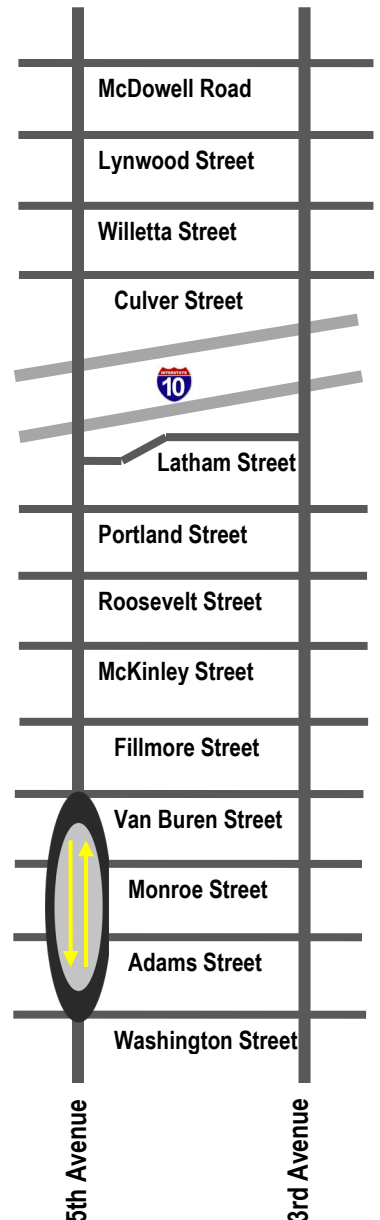 McDowell Road
Lynwood Street
Willetta Street
Culver Street
INTERSTATE
10
Latham Street
Portland Street
Roosevelt Street
McKinley Street
Fillmore Street
Van Buren Street
Monroe Street
Adams Street
Washington Street
5th Avenue
3rd Avenue